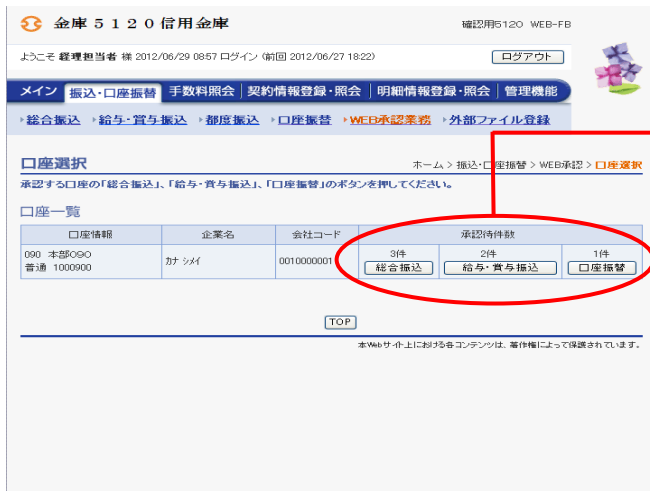 金庫5120信用金庫
確認用5120 WEB-FB
ようこそ 経理担当者 様 2012/06/29 08:57 ログイン (前回 2012/06/27 18:22)
ログアウト
メイン 振込・口座振替 手数料照会 契約情報登録・照会 明細情報登録・照会 管理機能
総合振込 給与・賞与振込 都度振込 口座振替 WEB承認業務 外部ファイル登録
口座選択
ホーム > 振込・口座振替 > WEB承認 > 口座選択
承認する口座の「総合振込」、「給与・賞与振込」、「口座振替」のボタンを押してください。
口座一覧
口座情報 企業名 会社コード 承認待件数
090 本部090
普通 1000900
カナ シメイ
0010000001
3件 2件 1件
総合振込 給与・賞与振込 口座振替
TOP
本Webサイト上における各コンテンツは、著作権によって保護されています。